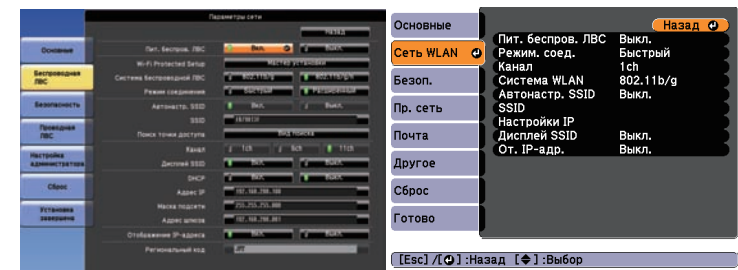 Параметры сети
Назад
Основные
Беспроводная
ЛВС
Безопасность
Проводная
ЛВС
Настройка
администратора
Сброс
Установка
завершена
Пит. беспров. ЛВС Вкл. Выкл.
Wi-Fi Protected Setup Мастер установки
Система беспроводной ЛВС 802.11b/g 802.11b/g/n
Режим соединения Быстрый Расширенный
Автонастр. SSID Вкл. Выкл.
SSID
Поиск точки доступа Вид поиска
Канал 1ch 6ch 11ch
Дисплей SSID Вкл. Выкл.
DHCP Вкл. Выкл.
Адрес IP
Маска подсети 255.255.255.000
Адрес шлюза
Отображение IP-адреса Вкл. Выкл.
Региональный код
Основные
Сеть WLAN
Безоп.
Пр. сеть
Почта
Другое
Сброс
Готово
Назад
Пит. беспров. ЛВС Выкл.
Режим. соед. Быстрый
Канал 1ch
Система WLAN 802.11b/g
Автонастр. SSID Выкл.
SSID
Настройки IP
Дисплей SSID Выкл.
От. IP-адр. Выкл.
[Esc] /[ ] :Назад [ ] :Выбор